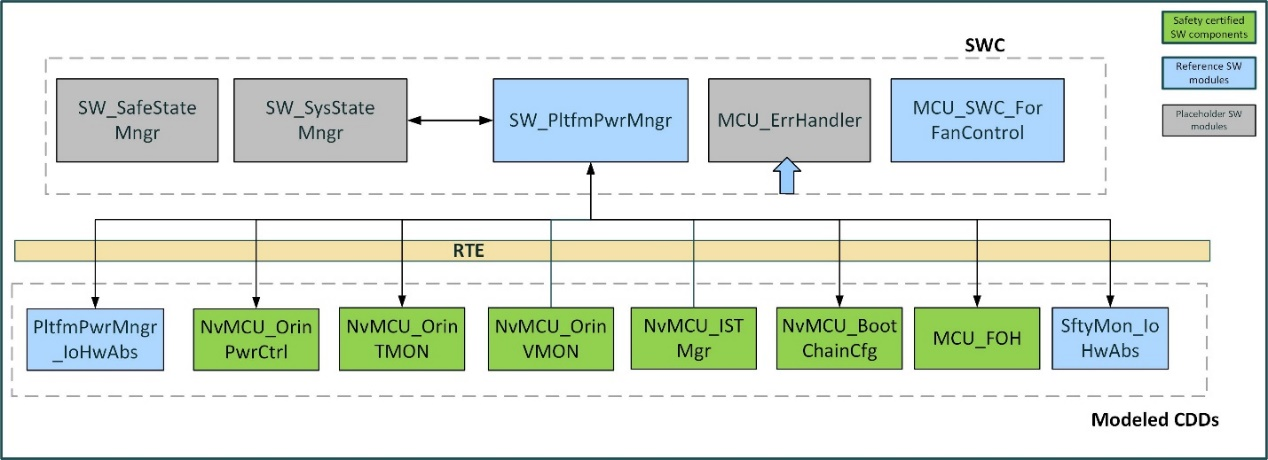 Safety certified
SW components
SWC
Reference SW
modules
SW_SafeState
Mngr
SW_SysState
Mngr
SW_PltfmPwrMngr
MCU_ErrHandler
MCU_SWC_For
FanControl
Placeholder SW
modules
RTE
PltfmPwrMngr
_IoHwAbs
NvMCU_Orin
PwrCtrl
NvMCU_Orin
TMON
NvMCU_Orin
VMON
NvMCU_IST
Mgr
NvMCU_Boot
ChainCfg
MCU_FOH
SftyMon_Io
HwAbs
Modeled CDDs